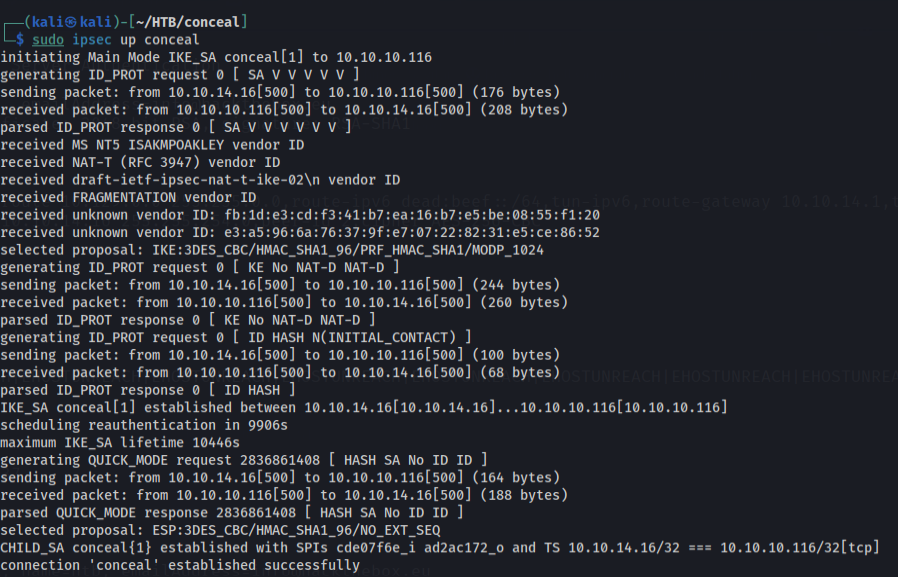 ┌──(kali㉿kali)-[~/HTB/conceal]
└─$ sudo ipsec up conceal
initiating Main Mode IKE_SA conceal[1] to 10.10.10.116
generating ID_PROT request 0 [ SA V V V V V ]
sending packet: from 10.10.14.16[500] to 10.10.10.116[500] (176 bytes)
received packet: from 10.10.10.116[500] to 10.10.14.16[500] (208 bytes)
parsed ID_PROT response 0 [ SA V V V V V V ]
received MS NT5 ISAKMPOAKLEY vendor ID
received NAT-T (RFC 3947) vendor ID
received draft-ietf-ipsec-nat-t-ike-02\n vendor ID
received FRAGMENTATION vendor ID
received unknown vendor ID: fb:1d:e3:cd:f3:41:b7:ea:16:b7:e5:be:08:55:f1:20
received unknown vendor ID: e3:a5:96:6a:76:37:9f:e7:07:22:82:31:e5:ce:86:52
selected proposal: IKE:3DES_CBC/HMAC_SHA1_96/PRF_HMAC_SHA1/MODP_1024
generating ID_PROT request 0 [ KE No NAT-D NAT-D ]
sending packet: from 10.10.14.16[500] to 10.10.10.116[500] (244 bytes)
received packet: from 10.10.10.116[500] to 10.10.14.16[500] (260 bytes)
parsed ID_PROT response 0 [ KE No NAT-D NAT-D ]
generating ID_PROT request 0 [ ID HASH N(INITIAL_CONTACT) ]
sending packet: from 10.10.14.16[500] to 10.10.10.116[500] (100 bytes)
received packet: from 10.10.10.116[500] to 10.10.14.16[500] (68 bytes)
parsed ID_PROT response 0 [ ID HASH ]
IKE_SA conceal[1] established between 10.10.14.16[10.10.14.16]...10.10.10.116[10.10.10.116]
scheduling reauthentication in 9906s
maximum IKE_SA lifetime 10446s
generating QUICK_MODE request 2836861408 [ HASH SA No ID ID ]
sending packet: from 10.10.14.16[500] to 10.10.10.116[500] (164 bytes)
received packet: from 10.10.10.116[500] to 10.10.14.16[500] (188 bytes)
parsed QUICK_MODE response 2836861408 [ HASH SA No ID ID ]
selected proposal: ESP:3DES_CBC/HMAC_SHA1_96/NO_EXT_SEQ
CHILD_SA conceal{1} established with SPIs cde07f6e_i ad2ac172_o and TS 10.10.14.16/32 === 10.10.10.116/32[tcp]
connection 'conceal' established successfully